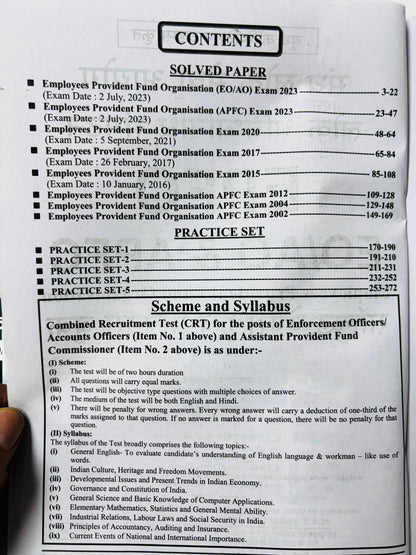 CONTENTS
SOLVED PAPER
■ Employees Provident Fund Organisation (EO/AO) Exam 2023 ---- 3-22
(Exam Date : 2 July, 2023)
■ Employees Provident Fund Organisation (APFC) Exam 2023 ---- 23-47
(Exam Date : 2 July, 2023)
■ Employees Provident Fund Organisation Exam 2020 ---- 48-64
(Exam Date : 5 September, 2021)
■ Employees Provident Fund Organisation Exam 2017 ---- 65-84
(Exam Date : 26 February, 2017)
■ Employees Provident Fund Organisation Exam 2015 ---- 85-108
(Exam Date : 10 January, 2016)
■ Employees Provident Fund Organisation APFC Exam 2012 ---- 109-128
■ Employees Provident Fund Organisation APFC Exam 2004 ---- 129-148
■ Employees Provident Fund Organisation APFC Exam 2002 ---- 149-169
PRACTICE SET
■ PRACTICE SET-1 ---- 170-190
■ PRACTICE SET-2 ---- 191-210
■ PRACTICE SET-3 ---- 211-231
■ PRACTICE SET-4 ---- 232-252
■ PRACTICE SET-5 ---- 253-272
Scheme and Syllabus
Combined Recruitment Test (CRT) for the posts of Enforcement Officers/
Accounts Officers (Item No. 1 above) and Assistant Provident Fund
Commissioner (Item No. 2 above) is as under:-
(I) Scheme:
(i) The test will be of two hours duration
(ii) All questions will carry equal marks.
(iii) The test will be objective type questions with multiple choices of answer.
(iv) The medium of the test will be both English and Hindi.
(v) There will be penalty for wrong answers. Every wrong answer will carry a deduction of one-third of the
marks assigned to that question. If no answer is marked for a question, there will be no penalty for that
question.
(II) Syllabus:
The syllabus of the Test broadly comprises the following topics:-
(i) General English- To evaluate candidate's understanding of English language & workman – like use of
words.
(ii) Indian Culture, Heritage and Freedom Movements.
(iii) Developmental Issues and Present Trends in Indian Economy.
(iv) Governance and Constitution of India.
(v) General Science and Basic Knowledge of Computer Applications.
(vi) Elementary Mathematics, Statistics and General Mental Ability.
(vii) Industrial Relations, Labour Laws and Social Security in India.
(viii) Principles of Accountancy, Auditing and Insurance.
(ix) Current Events of National and International Importance.